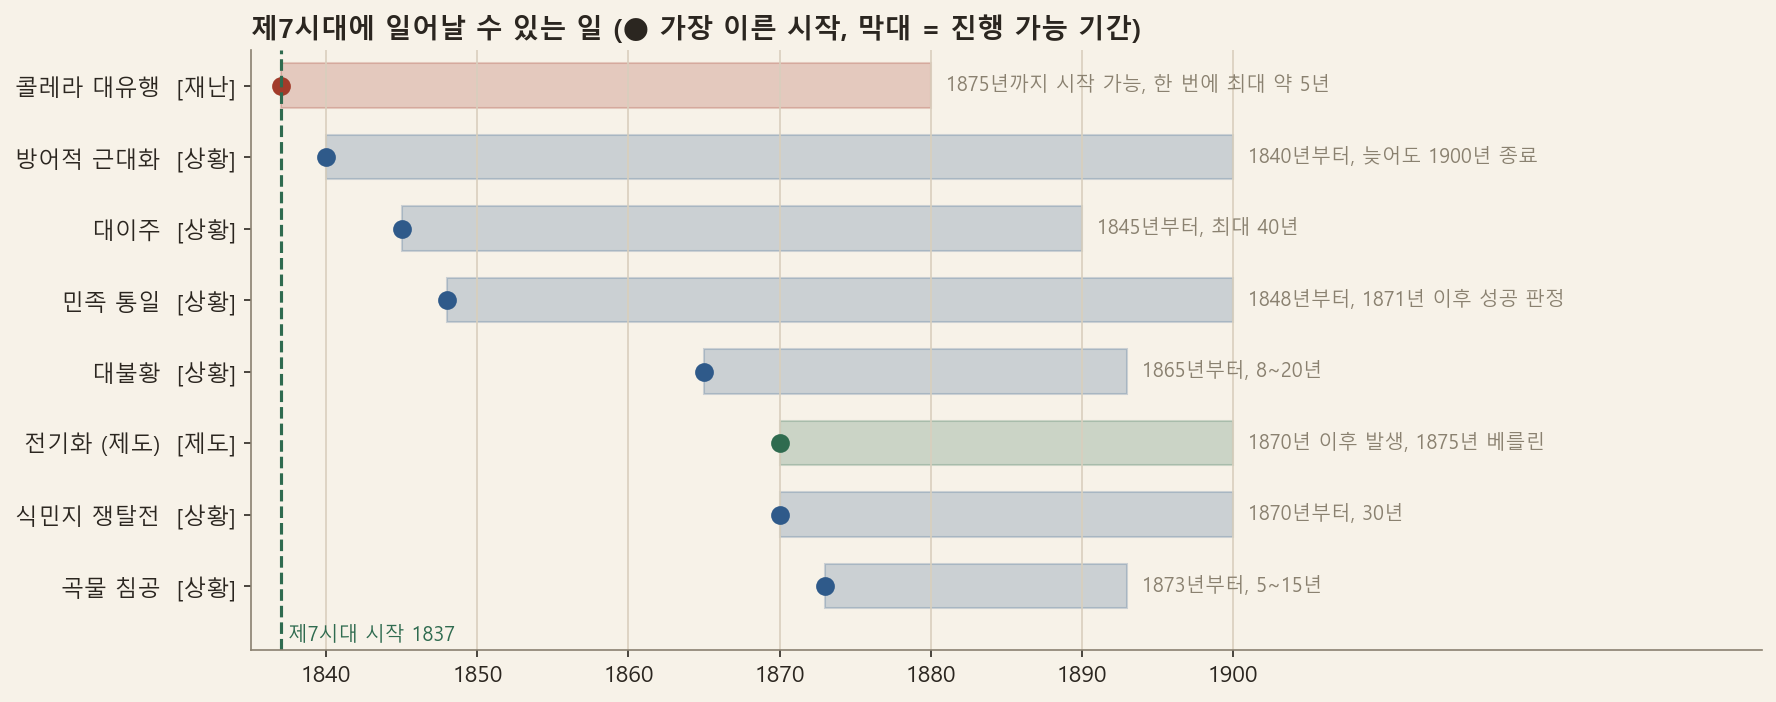 제7시대에 일어날 수 있는 일 (● 가장 이른 시작, 막대 = 진행 가능 기간)
콜레라 대유행 [재난] 1875년까지 시작 가능, 한 번에 최대 약 5년
방어적 근대화 [상황] 1840년부터, 늦어도 1900년 종료
대이주 [상황] 1845년부터, 최대 40년
민족 통일 [상황] 1848년부터, 1871년 이후 성공 판정
대불황 [상황] 1865년부터, 8~20년
전기화 (제도) [제도] 1870년 이후 발생, 1875년 베를린
식민지 쟁탈전 [상황] 1870년부터, 30년
곡물 침공 [상황] 1873년부터, 5~15년
제7시대 시작 1837
1840 1850 1860 1870 1880 1890 1900